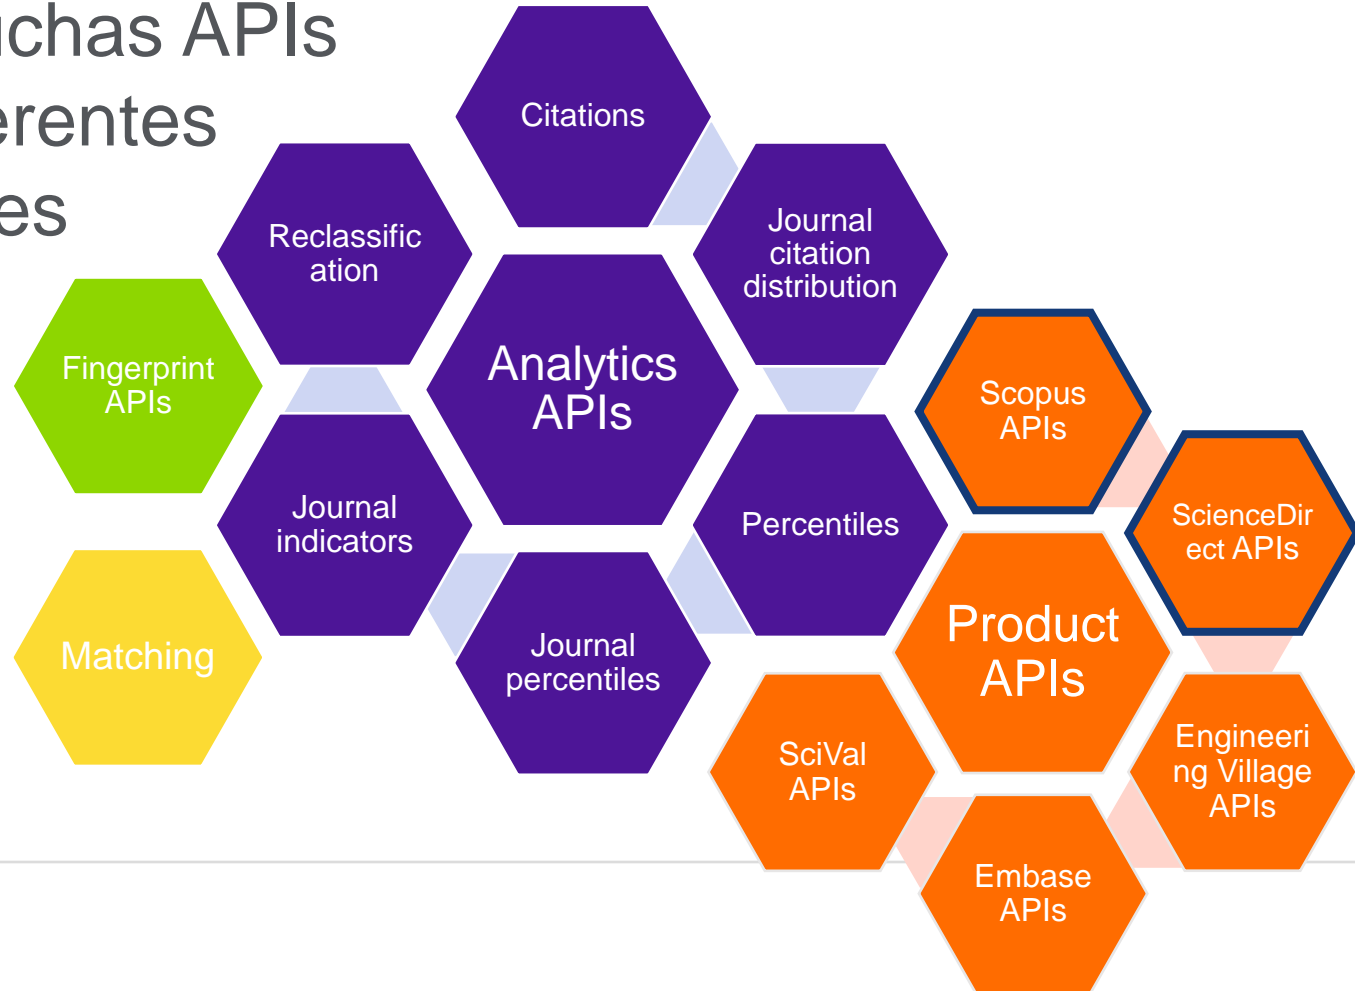 uchas APIs
erentes
es
Citations
Reclassific
ation
Journal
citation
distribution
Fingerprint
APIs
Analytics
APIs
Scopus
APIs
Journal
indicators
Percentiles
ScienceDir
ect APIs
Matching
Journal
percentiles
Product
APIs
SciVal
APIs
Engineeri
ng Village
APIs
Embase
APIs